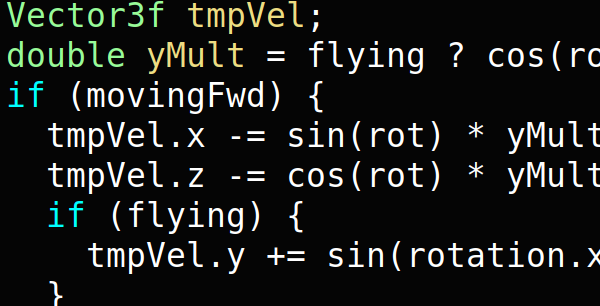 Vector3f tmpVel;
double yMult = flying ? cos(ro
if (movingFwd) {
  tmpVel.x -= sin(rot) * yMult
  tmpVel.z -= cos(rot) * yMult
  if (flying) {
    tmpVel.y += sin(rotation.x
  }